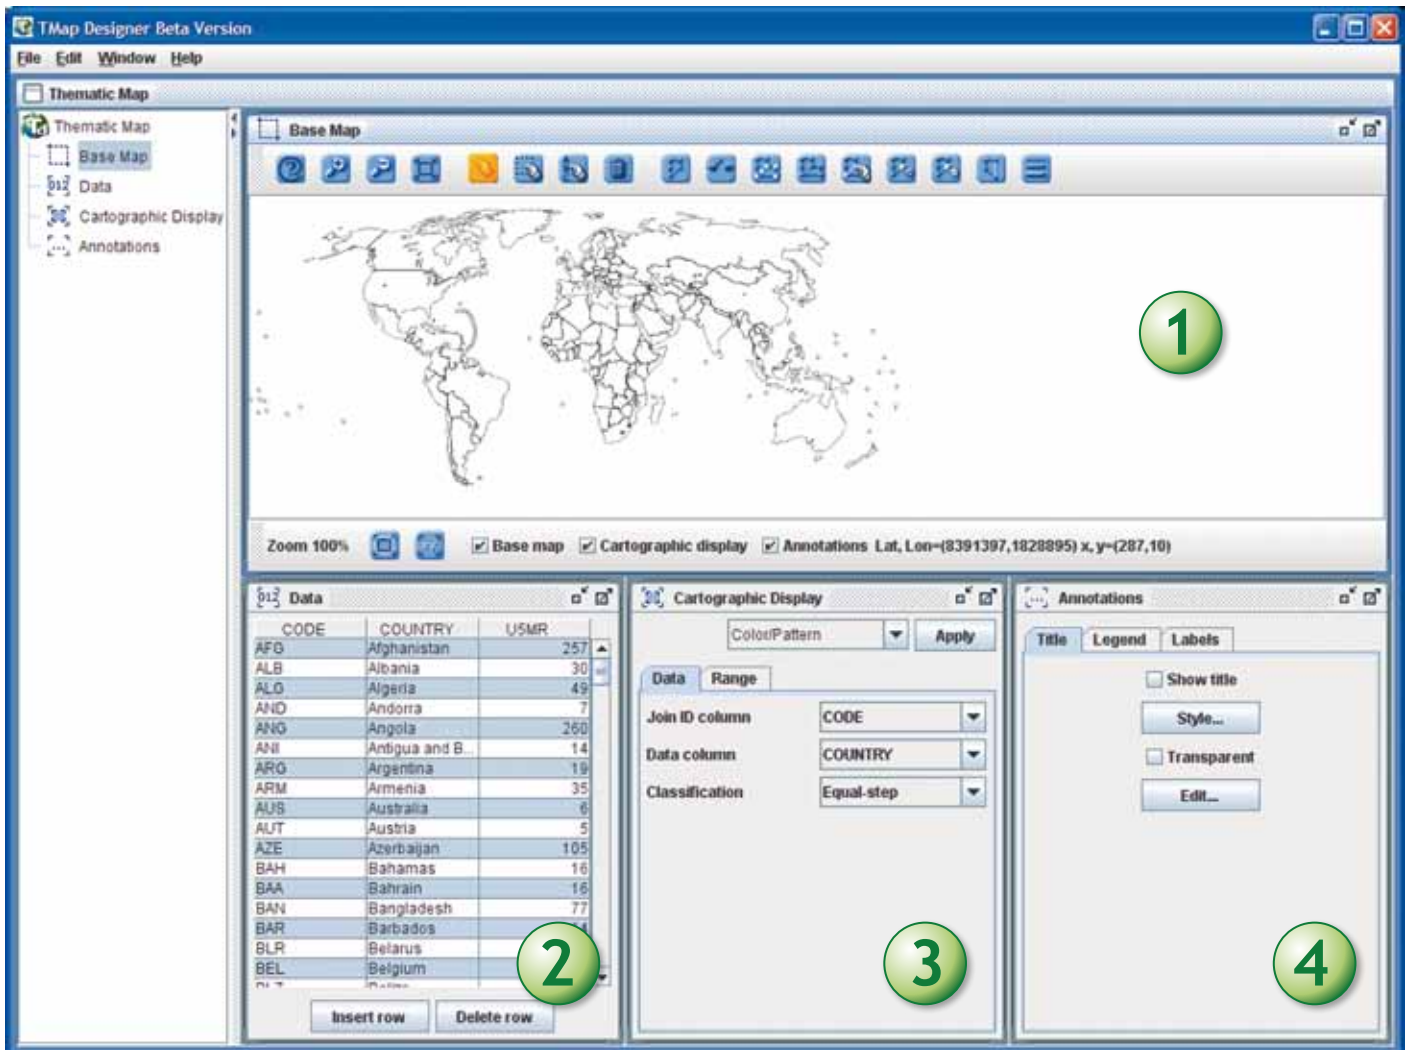 TMap Designer Beta Version
File Edit Window Help
Thematic Map
Thematic Map
Base Map
Data
Cartographic Display
Annotations
Base Map
1
Zoom 100% Base map Cartographic display Annotations Lat, Lon=(8391397,1828895) x, y=(287,10)
012 Data
CODE COUNTRY U5MR
AFG Afghanistan 257
ALB Albania 30
ALG Algeria 49
AND Andorra 7
ANG Angola 260
ANI Antigua and B... 14
ARG Argentina 19
ARM Armenia 35
AUS Australia 6
AUT Austria 5
AZE Azerbaijan 105
BAH Bahamas 16
BAA Bahrain 16
BAN Bangladesh 77
BAR Barbados
BLR Belarus
BEL Belgium
2
Insert row Delete row
Cartographic Display
Color/Pattern Apply
Data Range
Join ID column CODE
Data column COUNTRY
Classification Equal-step
3
Annotations
Title Legend Labels
Show title
Style...
Transparent
Edit...
4